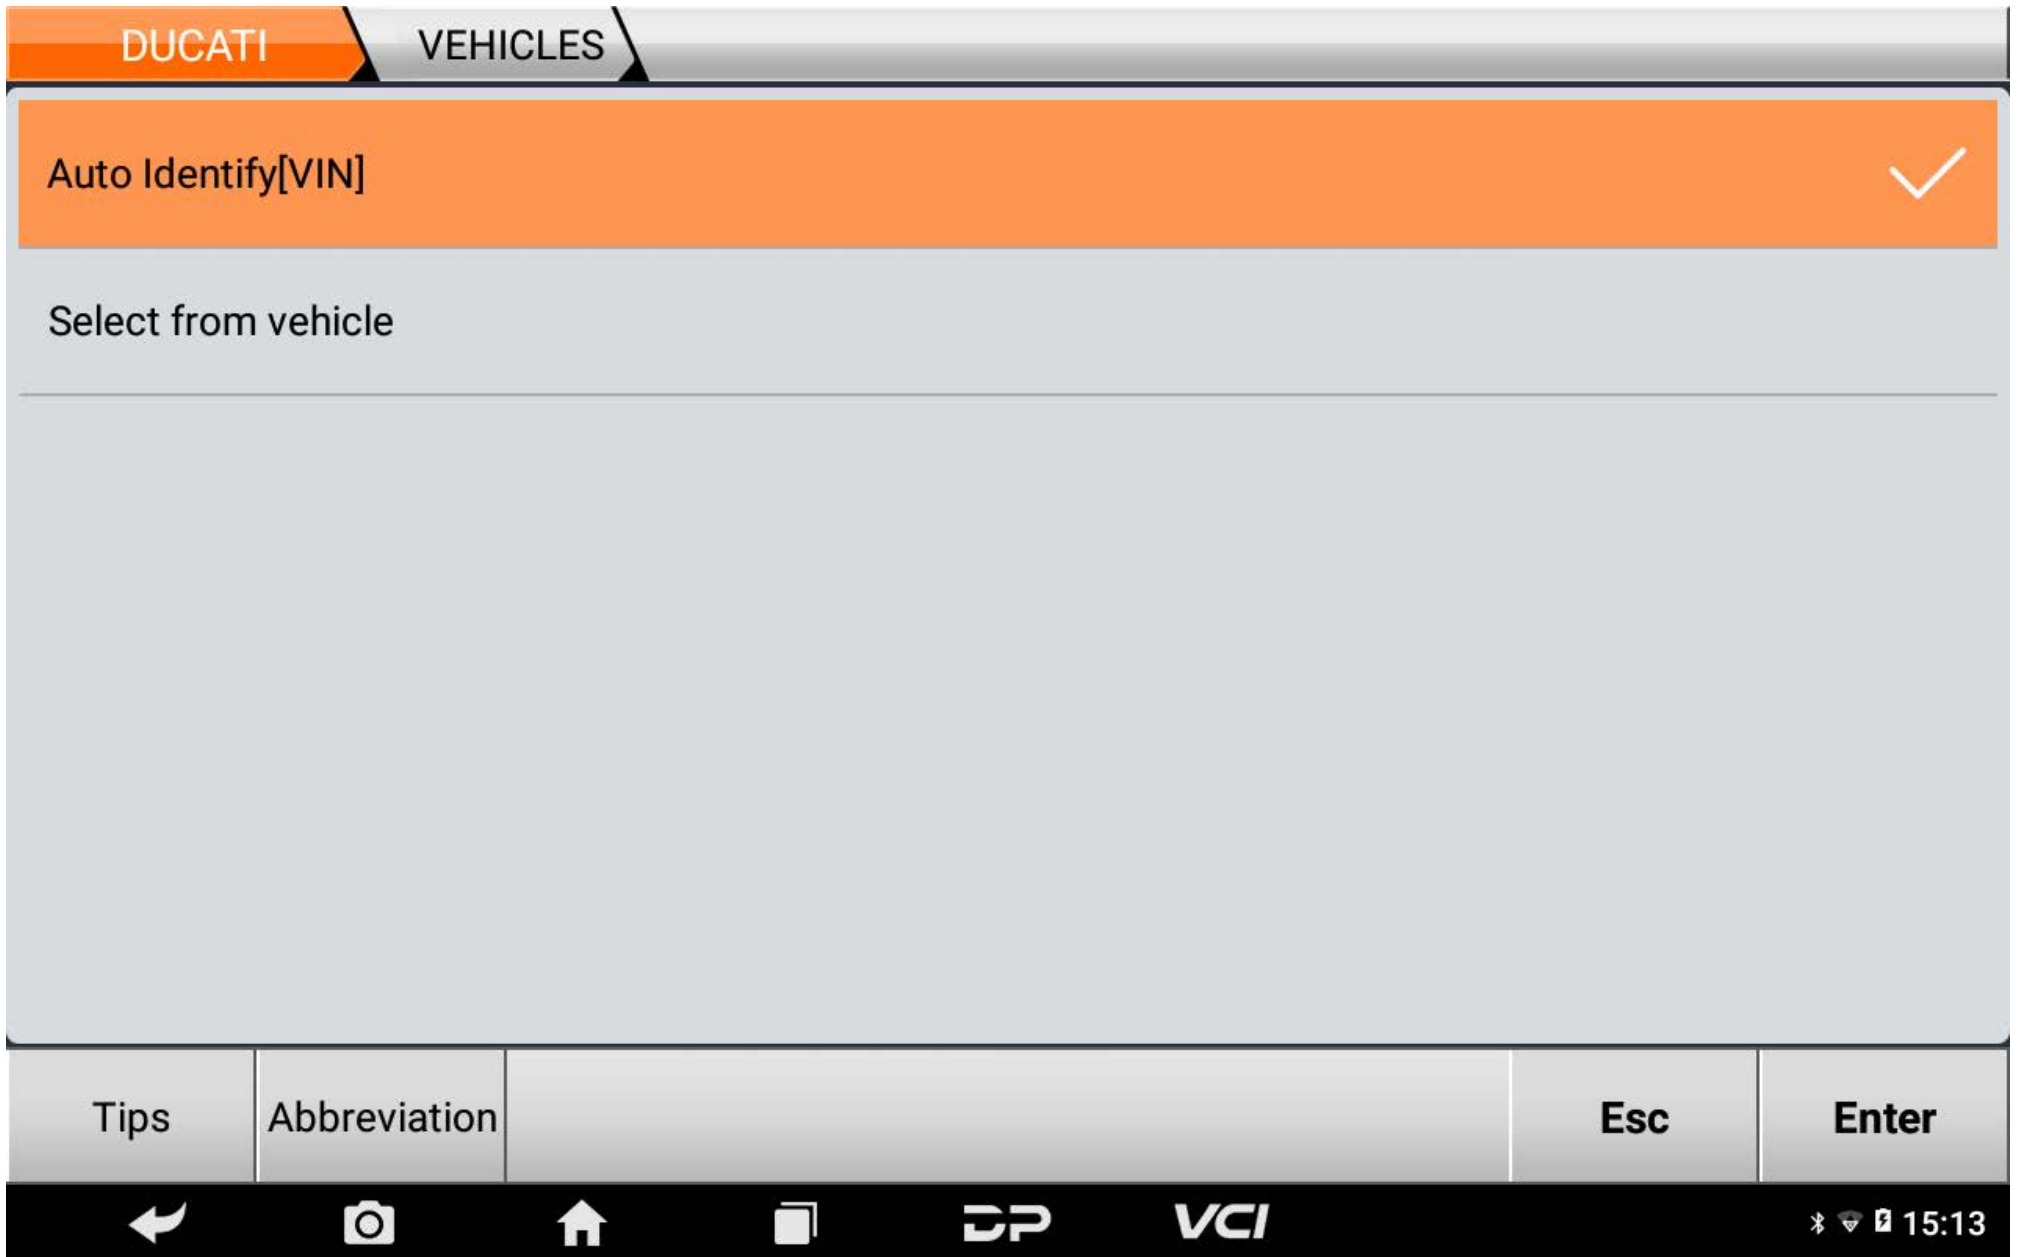 DUCATI VEHICLES
Auto Identify[VIN]
Select from vehicle
Tips Abbreviation Esc Enter
DP VCI 15:13